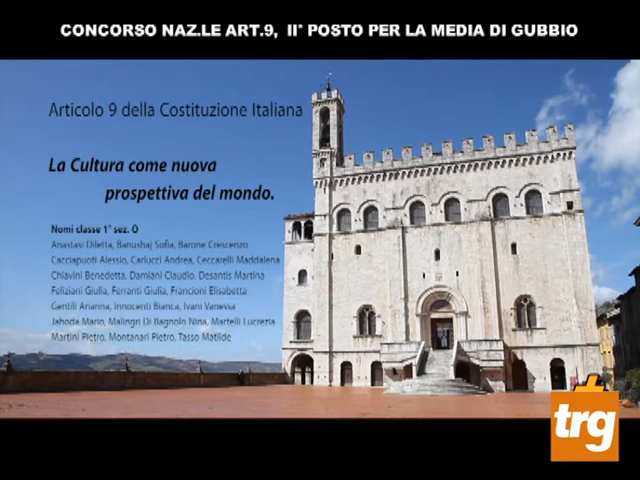 CONCORSO NAZ.LE ART.9, II° POSTO PER LA MEDIA DI GUBBIO
Articolo 9 della Costituzione Italiana
La Cultura come nuova
prospettiva del mondo.
Nomi classe 1° sez. O
Anastasi Diletta, Banushaj Sofia, Barone Crescenzo
Cacciapuoti Alessio, Carlucci Andrea, Ceccarelli Maddalena
Chiavini Benedetta, Damiani Claudio, Desantis Martina
Feliziani Giulia, Ferranti Giulia, Francioni Elisabetta
Gentili Arianna, Innocenti Bianca, Ivani Vanessa
Jahoda Mario, Malingri Di Bagnolo Nina, Martelli Lucrezia
Martini Pietro, Montanari Pietro, Tasso Matilde
trg